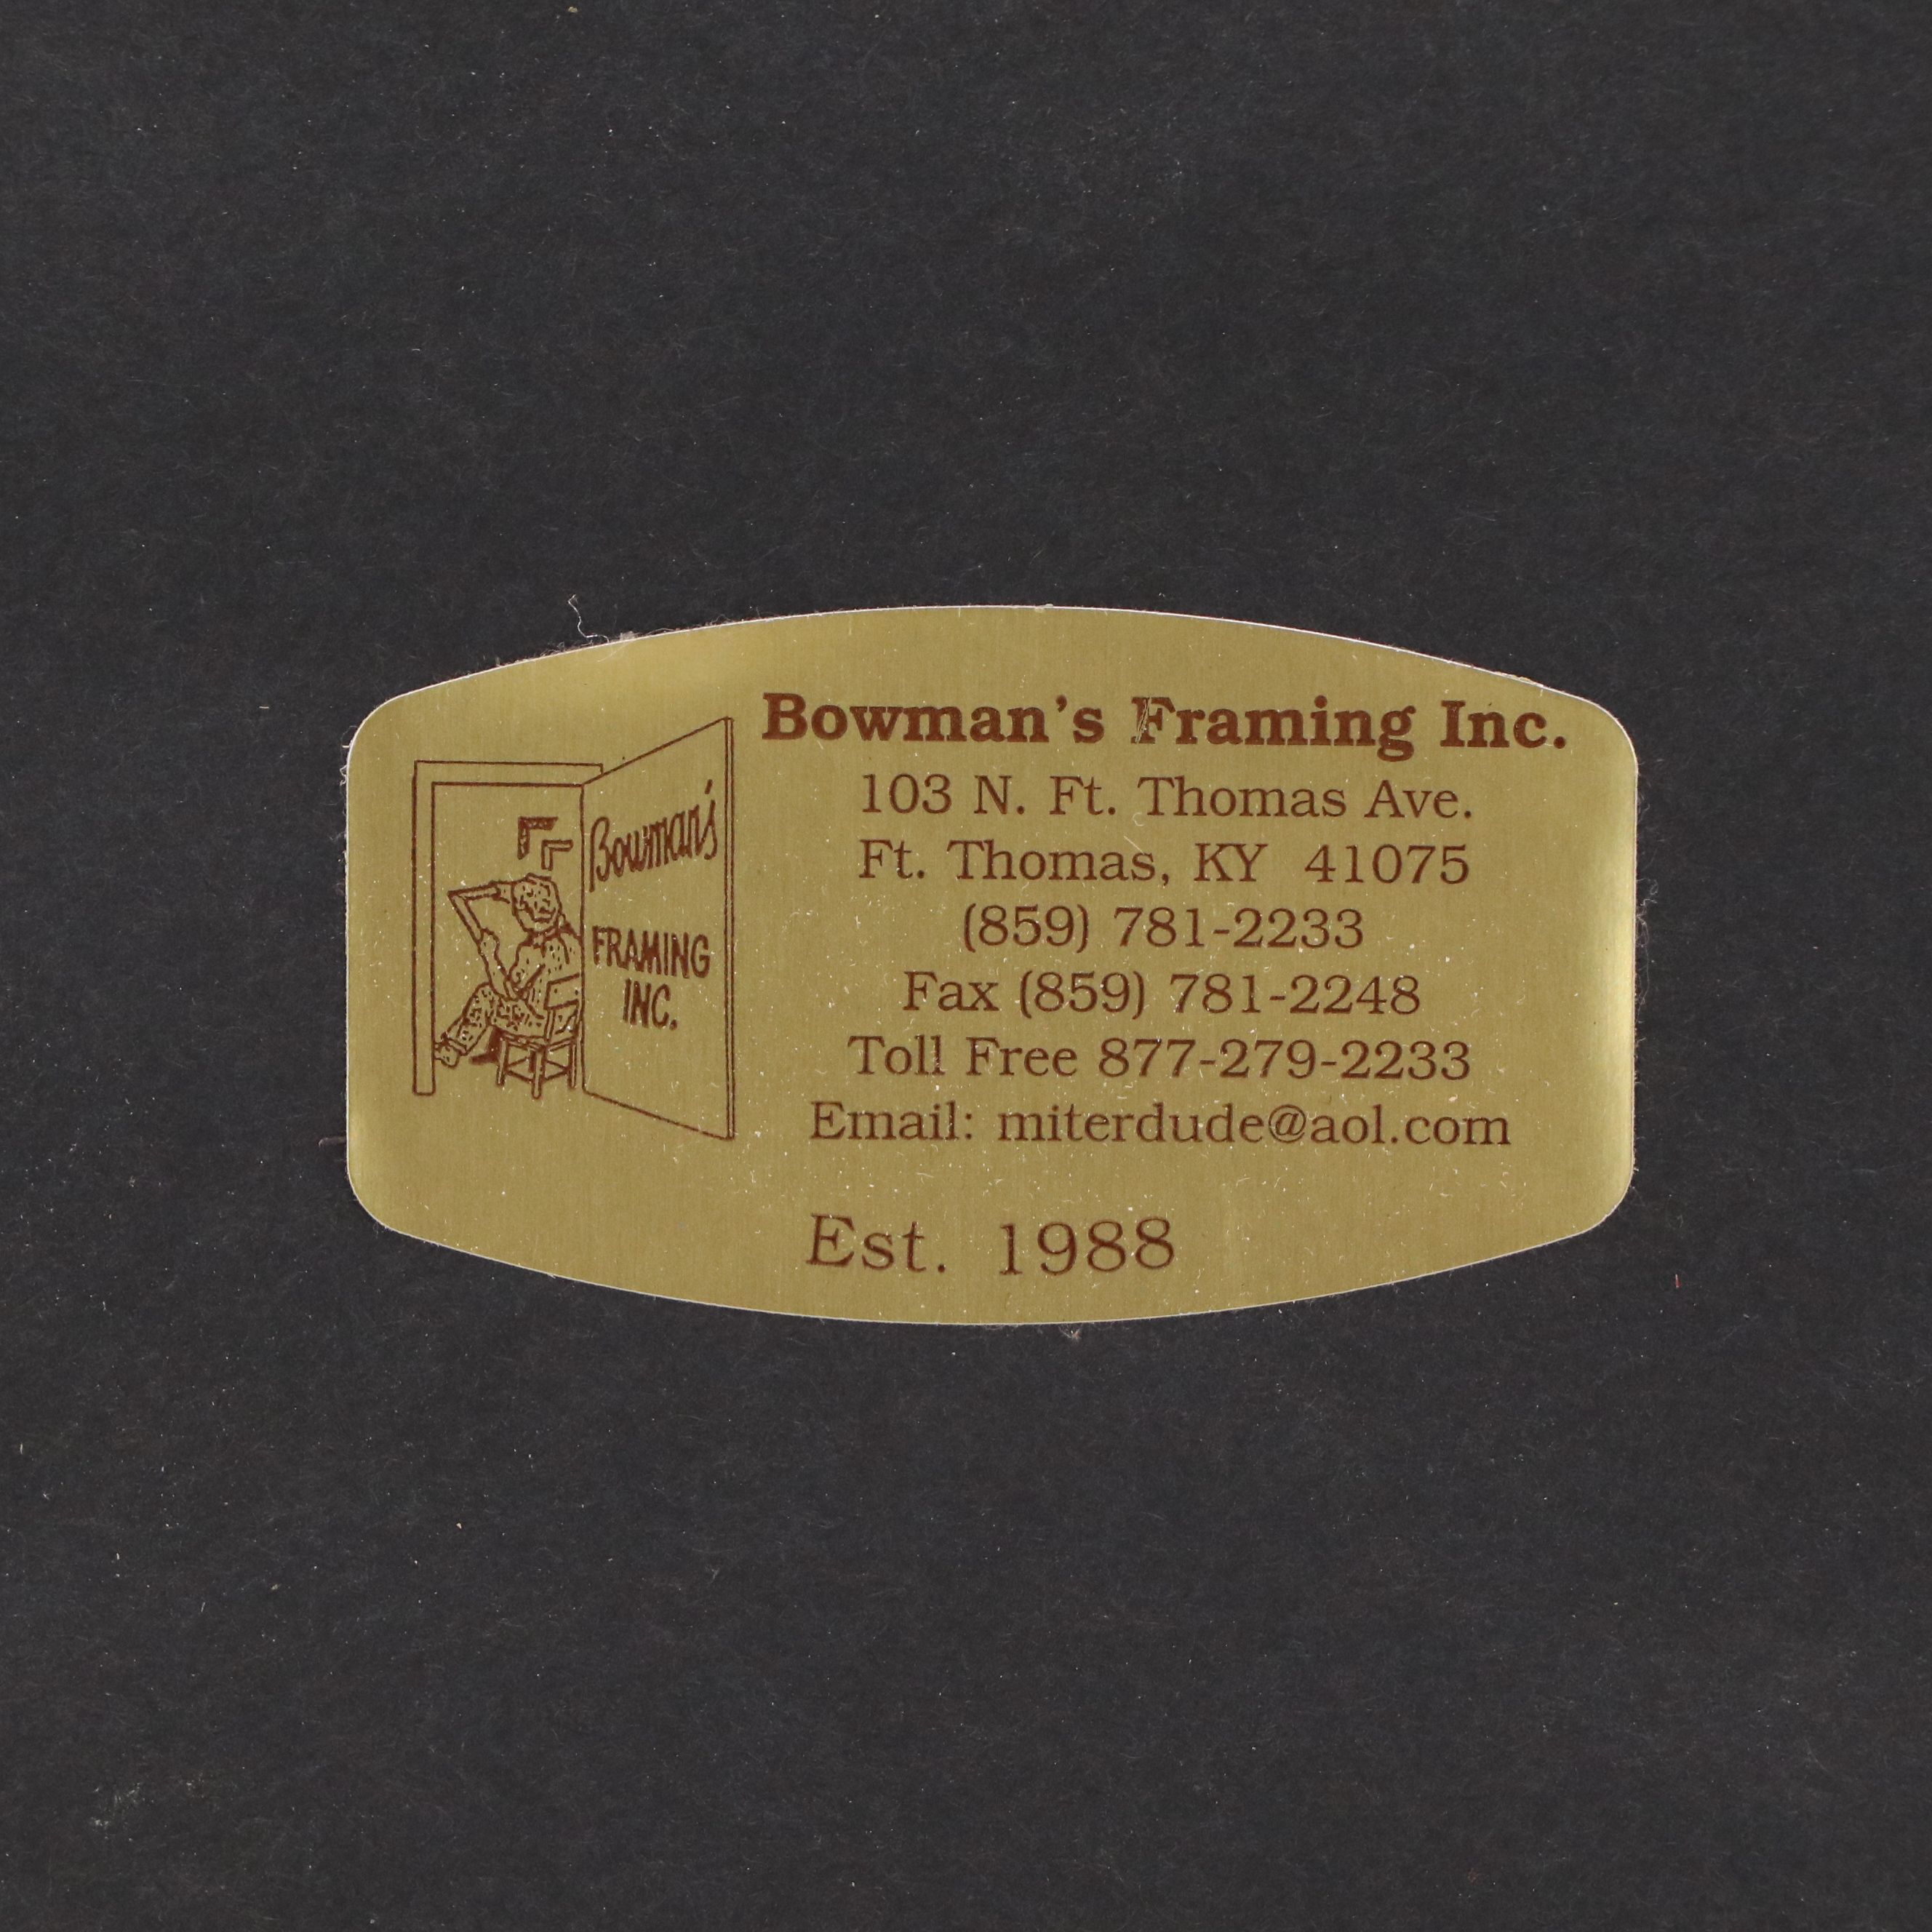 Bowman's
FRAMING
INC.
Bowman's Framing Inc.
103 N. Ft. Thomas Ave.
Ft. Thomas, KY  41075
(859) 781-2233
Fax (859) 781-2248
Toll Free 877-279-2233
Email: miterdude@aol.com
Est. 1988